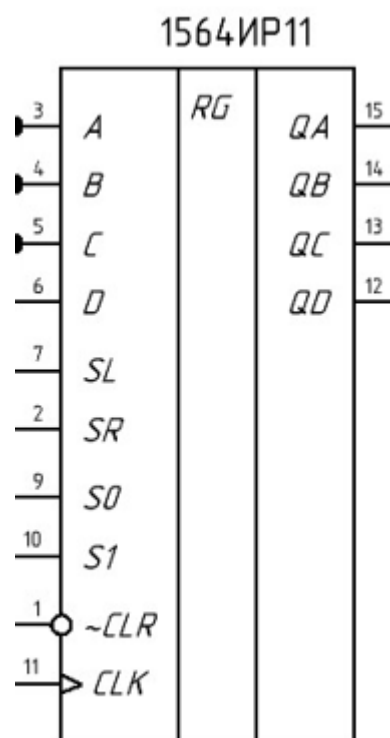 1564ИР11
RG
3 A QA 15
4 B QB 14
5 C QC 13
6 D QD 12
7 SL
2 SR
9 S0
10 S1
1 ~CLR
11 CLK